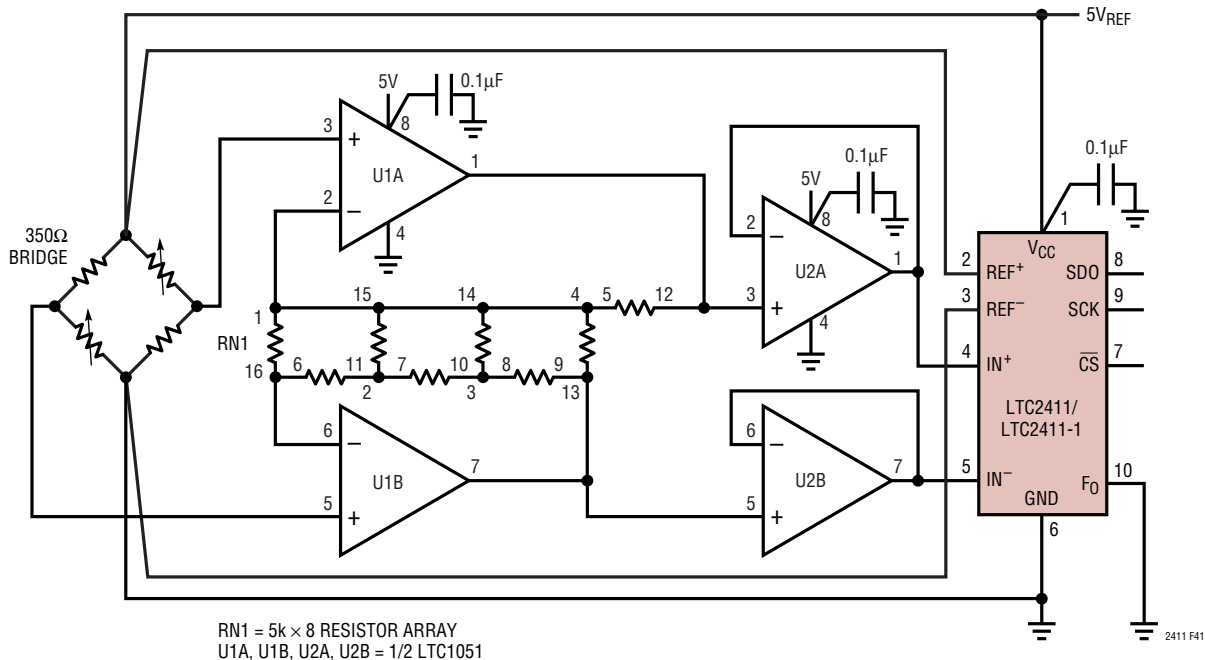 5VREF
5V
0.1µF
8
3
+
U1A
1
2
–
4
0.1µF
5V
8
2
–
U2A
1
3
+
4
0.1µF
1
350Ω
BRIDGE
VCC
2
REF+
SDO
8
3
REF–
SCK
9
4
IN+
CS
7
LTC2411/
LTC2411-1
5
IN–
FO
10
GND
6
15
14
4
5
12
1
RN1
16
6
11
7
10
8
9
2
3
13
6
–
U1B
7
5
+
6
–
U2B
7
5
+
RN1 = 5k × 8 RESISTOR ARRAY
U1A, U1B, U2A, U2B = 1/2 LTC1051
2411 F41